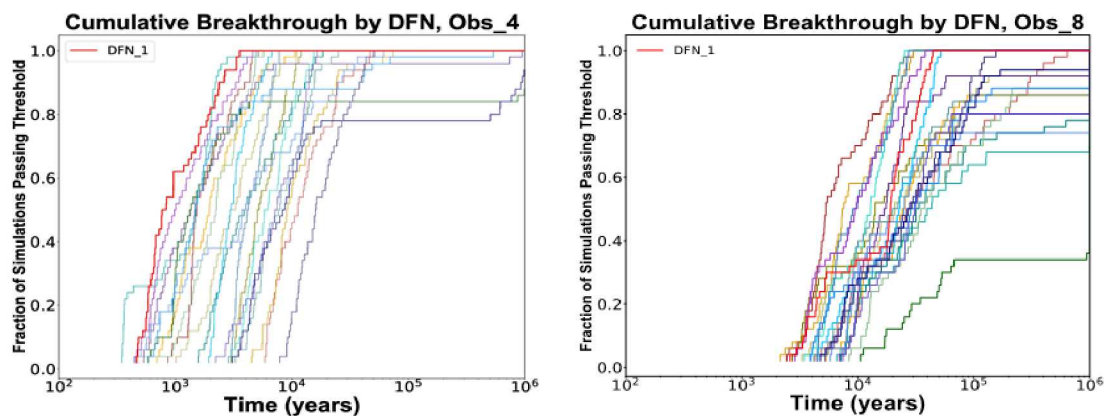 Cumulative Breakthrough by DFN, Obs_4
Fraction of Simulations Passing Threshold
1.0
0.8
0.6
0.4
0.2
0.0
DFN_1
10²
10³
10⁴
10⁵
10⁶
Time (years)
Cumulative Breakthrough by DFN, Obs_8
Fraction of Simulations Passing Threshold
1.0
0.8
0.6
0.4
0.2
0.0
DFN_1
10²
10³
10⁴
10⁵
10⁶
Time (years)